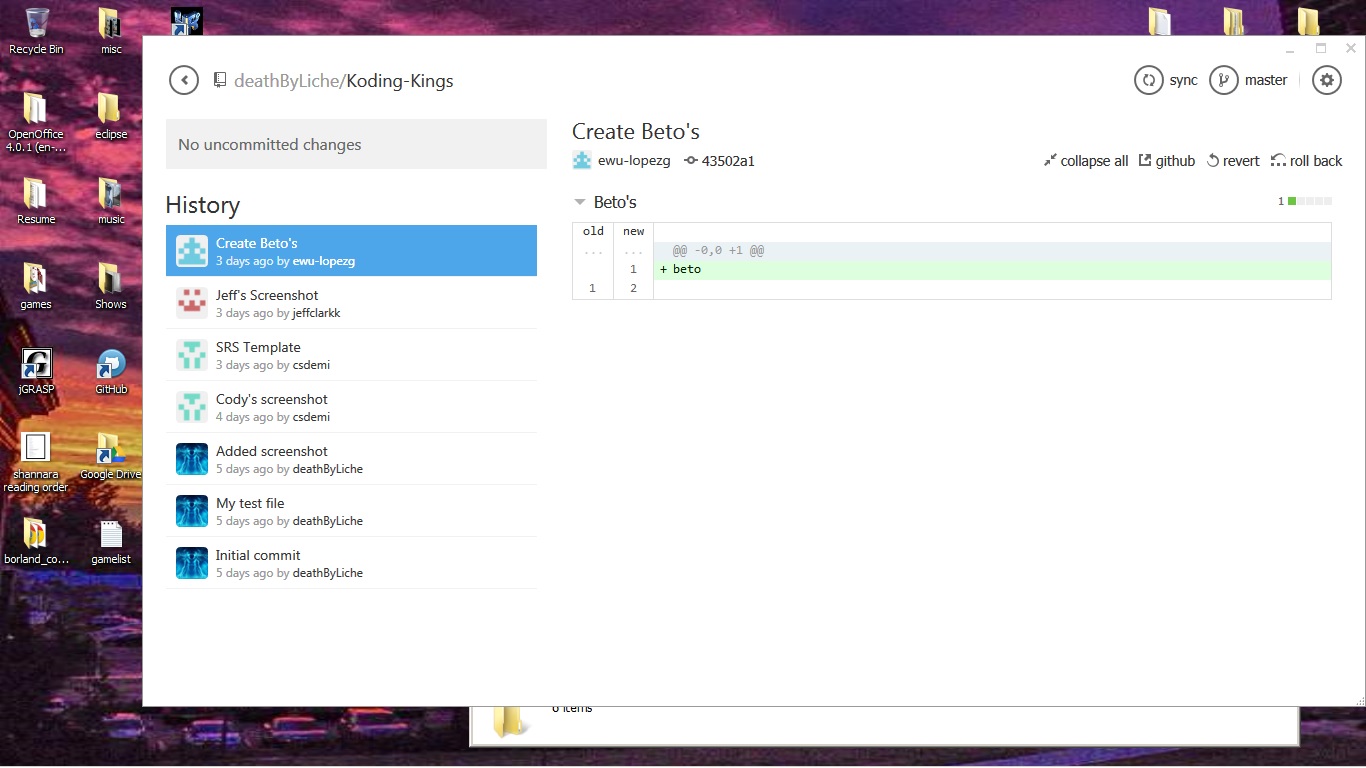 Recycle Bin
misc
OpenOffice
4.0.1 (en-...
eclipse
Resume
music
games
Shows
jGRASP
GitHub
shannara
reading order
Google Drive
borland_co...
gamelist
deathByLiche/Koding-Kings
sync
master
No uncommitted changes
History
Create Beto's
3 days ago by ewu-lopezg
Jeff's Screenshot
3 days ago by jeffclarkk
SRS Template
3 days ago by csdemi
Cody's screenshot
4 days ago by csdemi
Added screenshot
5 days ago by deathByLiche
My test file
5 days ago by deathByLiche
Initial commit
5 days ago by deathByLiche
Create Beto's
ewu-lopezg 43502a1
collapse all github revert roll back
Beto's
1
old new
... ... @@ -0,0 +1 @@
1 + beto
1 2
items